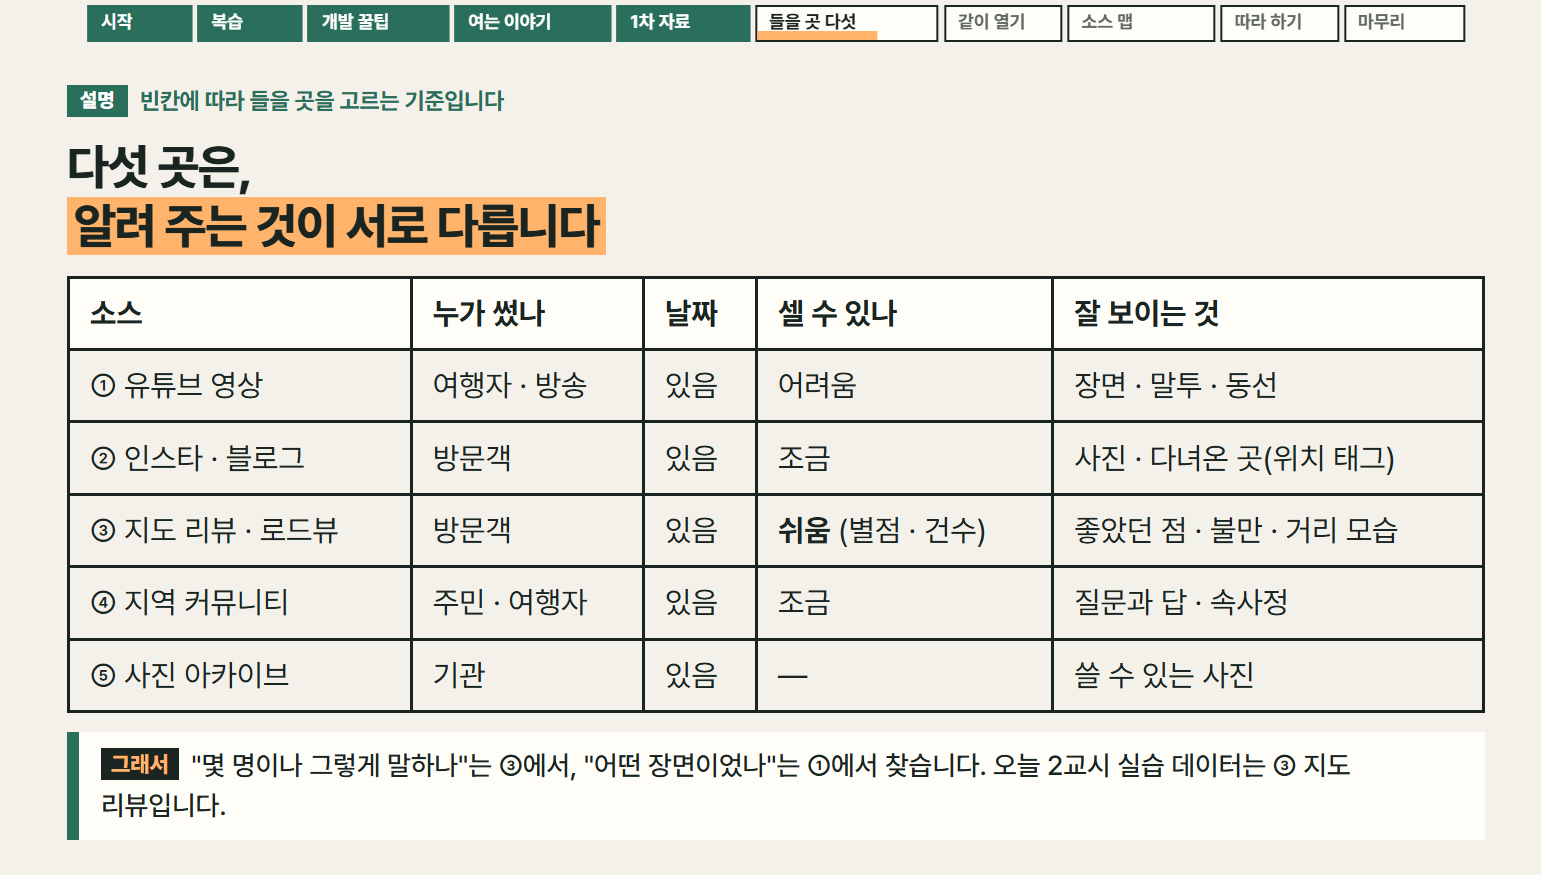 시작
복습
개발 꿀팁
여는 이야기
1차 자료
들을 곳 다섯
같이 열기
소스 맵
따라 하기
마무리
설명 빈칸에 따라 들을 곳을 고르는 기준입니다
다섯 곳은,
알려 주는 것이 서로 다릅니다
소스 누가 썼나 날짜 셀 수 있나 잘 보이는 것
① 유튜브 영상 여행자 · 방송 있음 어려움 장면 · 말투 · 동선
② 인스타 · 블로그 방문객 있음 조금 사진 · 다녀온 곳(위치 태그)
③ 지도 리뷰 · 로드뷰 방문객 있음 쉬움 (별점 · 건수) 좋았던 점 · 불만 · 거리 모습
④ 지역 커뮤니티 주민 · 여행자 있음 조금 질문과 답 · 속사정
⑤ 사진 아카이브 기관 있음 — 쓸 수 있는 사진
그래서 "몇 명이나 그렇게 말하나"는 ③에서, "어떤 장면이었나"는 ①에서 찾습니다. 오늘 2교시 실습 데이터는 ③ 지도
리뷰입니다.